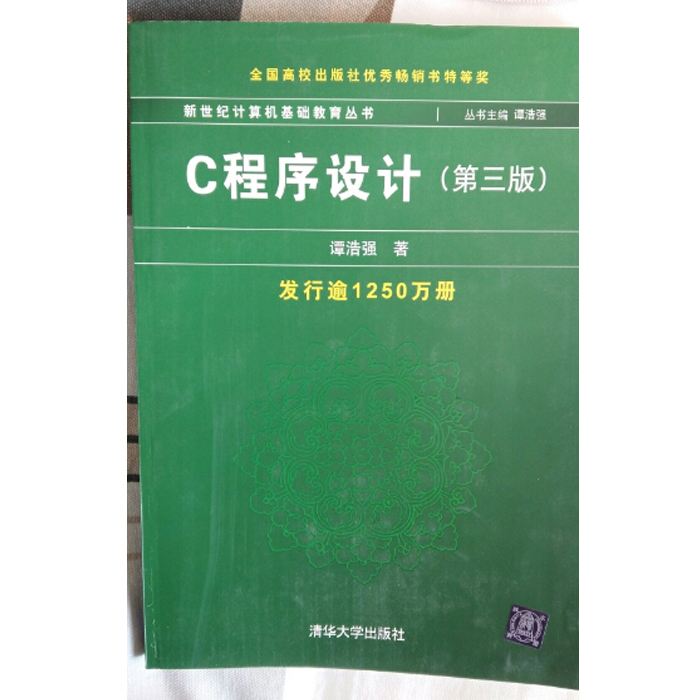 全国高校出版社优秀畅销书特等奖
新世纪计算机基础教育丛书 | 丛书主编 谭浩强
C程序设计（第三版）
谭浩强 著
发行逾1250万册
清华大学出版社